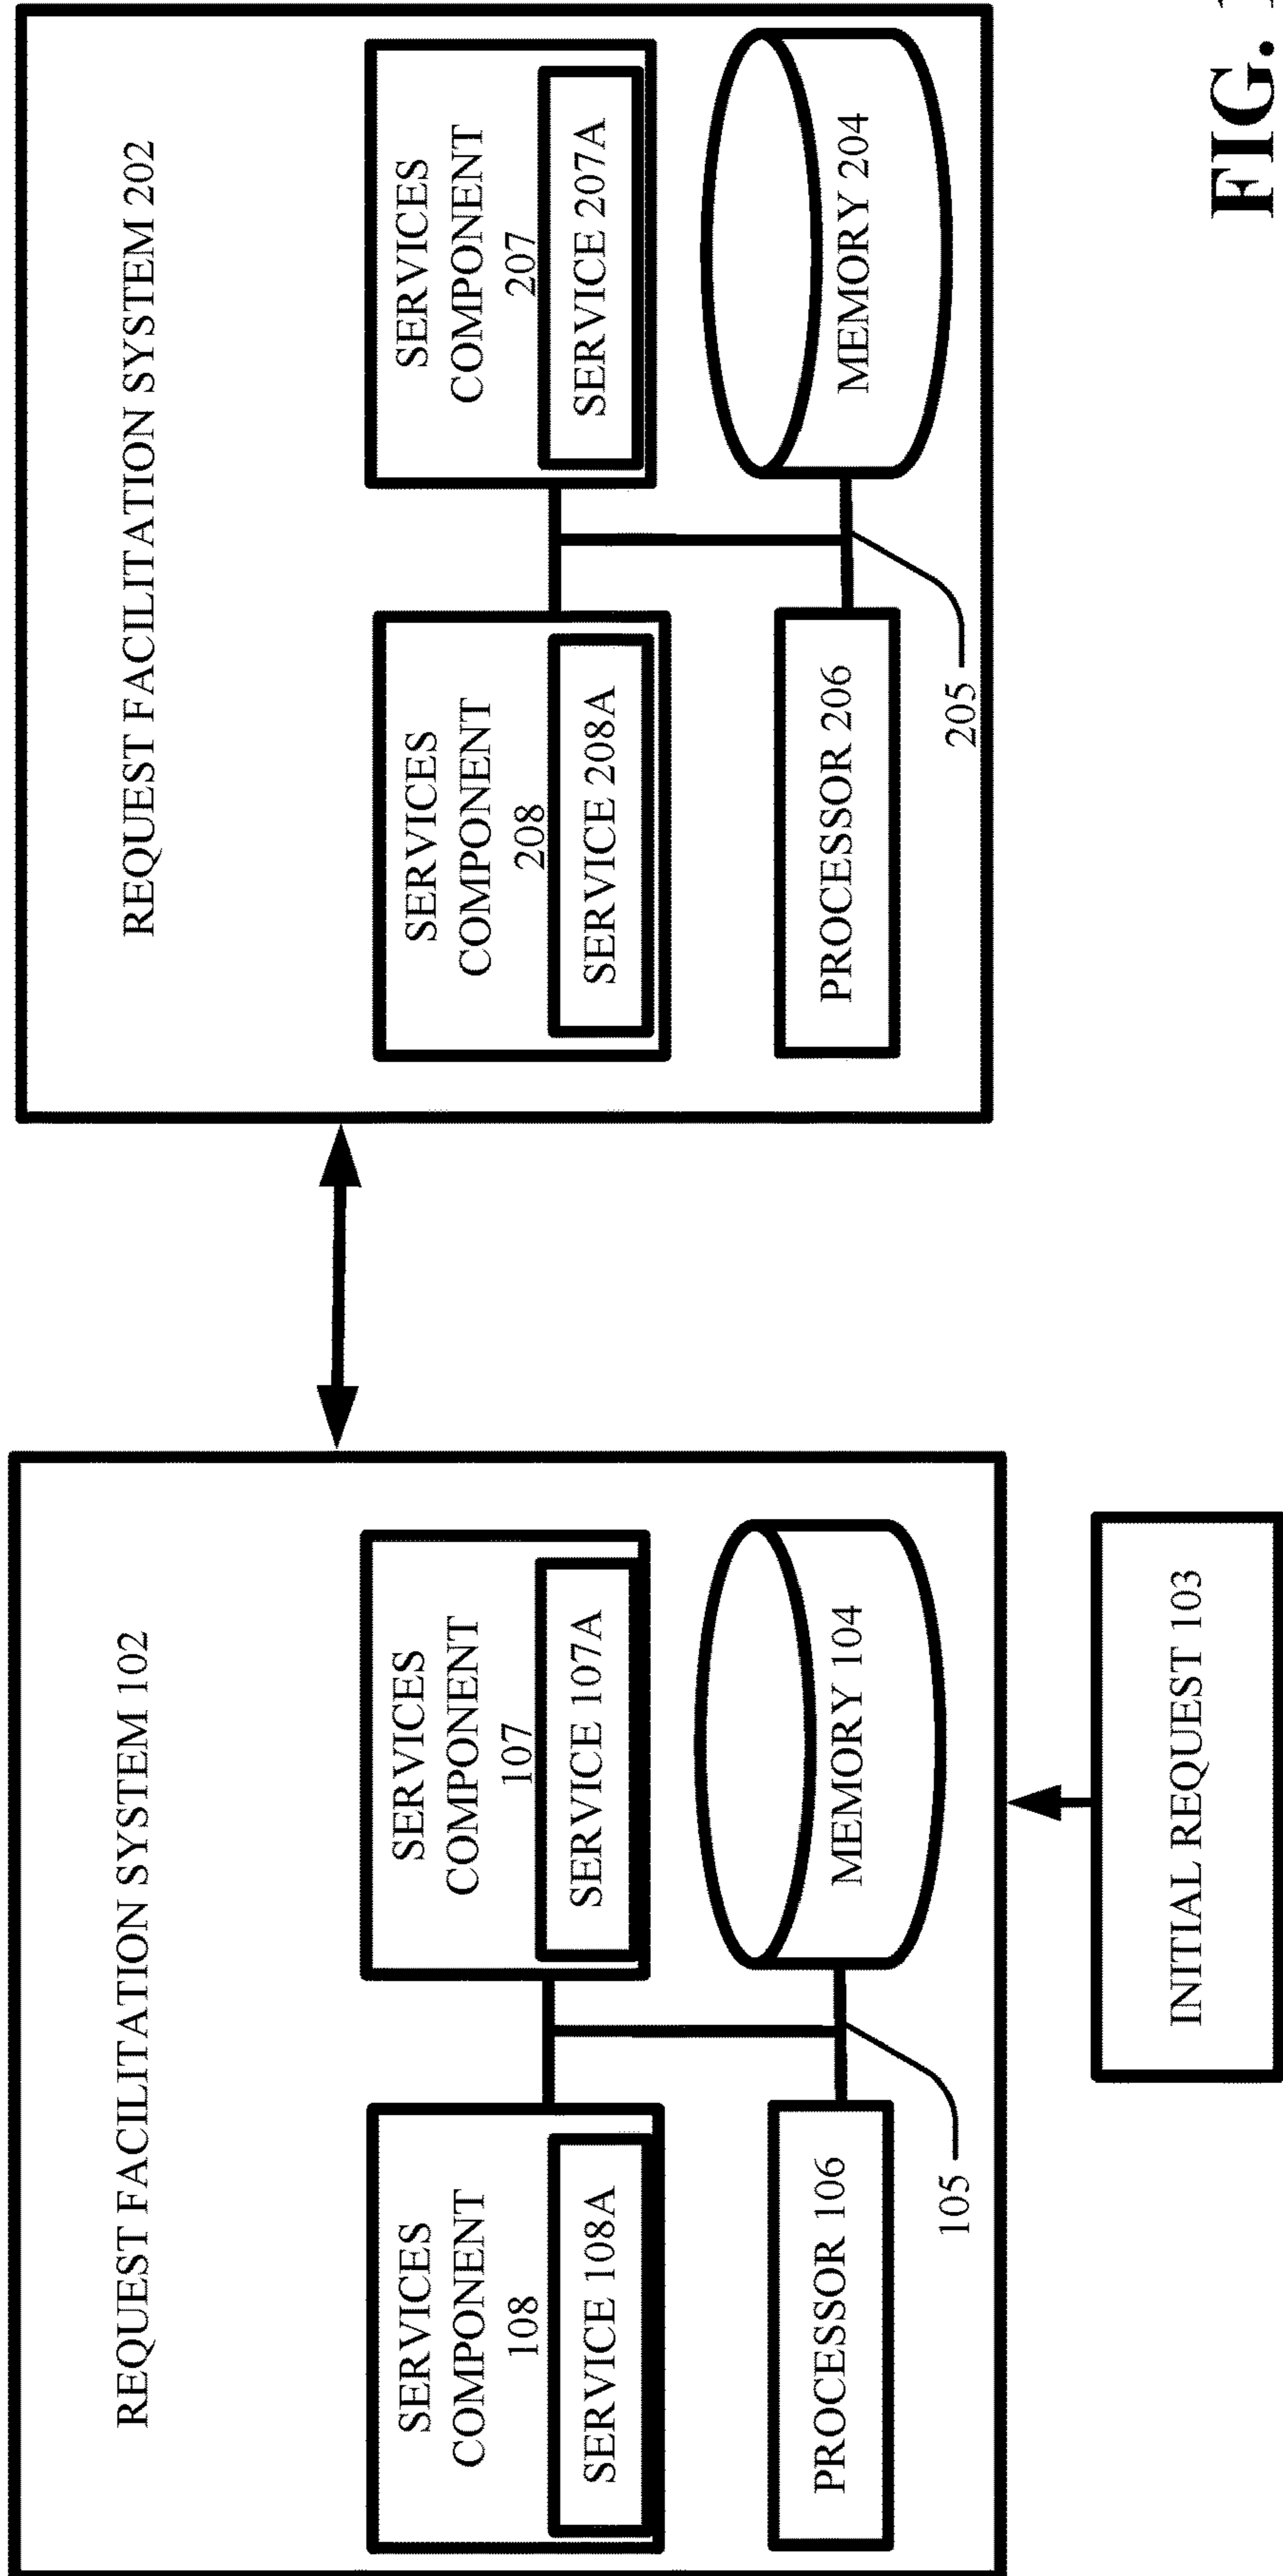 REQUEST FACILITATION SYSTEM 102
SERVICES
COMPONENT
108
SERVICE 108A
SERVICES
COMPONENT
107
SERVICE 107A
PROCESSOR 106
MEMORY 104
105
INITIAL REQUEST 103
REQUEST FACILITATION SYSTEM 202
SERVICES
COMPONENT
208
SERVICE 208A
SERVICES
COMPONENT
207
SERVICE 207A
PROCESSOR 206
MEMORY 204
205
FIG.